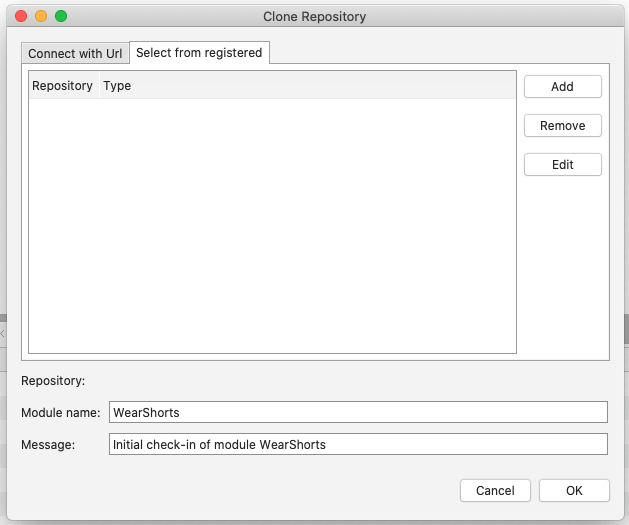 Clone Repository
Connect with Url Select from registered
Repository Type
Add
Remove
Edit
Repository:
Module name: WearShorts
Message: Initial check-in of module WearShorts
Cancel OK